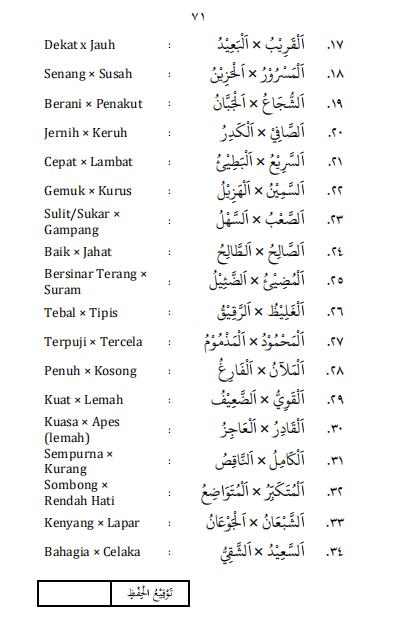 ٧١
١٧. اَلْقَرِيْبُ × اَلْبَعِيْدُ : Dekat x Jauh
١٨. اَلْمَسْرُوْرُ × اَلْحَزِيْنُ : Senang × Susah
١٩. اَلشُّجَاعُ × اَلْجَبَّانُ : Berani × Penakut
٢٠. اَلصَّافِيْ × اَلْكَدِرُ : Jernih × Keruh
٢١. اَلسَّرِيْعُ × اَلْبَطِيْئُ : Cepat × Lambat
٢٢. اَلسَّمِيْنُ × اَلْهَزِيْلُ : Gemuk × Kurus
٢٣. اَلصَّعْبُ × اَلسَّهْلُ : Sulit/Sukar ×
Gampang
٢٤. اَلصَّالِحُ × اَلطَّالِحُ : Baik × Jahat
٢٥. اَلْمُضِيْئُ × اَلضَّئِيْلُ : Bersinar Terang ×
Suram
٢٦. اَلْغَلِيْظُ × اَلرَّقِيْقُ : Tebal × Tipis
٢٧. اَلْمَحْمُوْدُ × اَلْمَذْمُوْمُ : Terpuji × Tercela
٢٨. اَلْمَلَآنُ × اَلْفَارِغُ : Penuh × Kosong
٢٩. اَلْقَوِيُّ × اَلضَّعِيْفُ : Kuat × Lemah
٣٠. اَلْقَادِرُ × اَلْعَاجِزُ : Kuasa × Apes
(lemah)
٣١. اَلْكَامِلُ × اَلنَّاقِصُ : Sempurna ×
Kurang
٣٢. اَلْمُتَكَبِّرُ × اَلْمُتَوَاضِعُ : Sombong ×
Rendah Hati
٣٣. اَلشَّبْعَانُ × اَلْجَوْعَانُ : Kenyang × Lapar
٣٤. اَلسَّعِيْدُ × اَلشَّقِيُّ : Bahagia × Celaka
تَوْقِيْعُ الْحِفْظِ